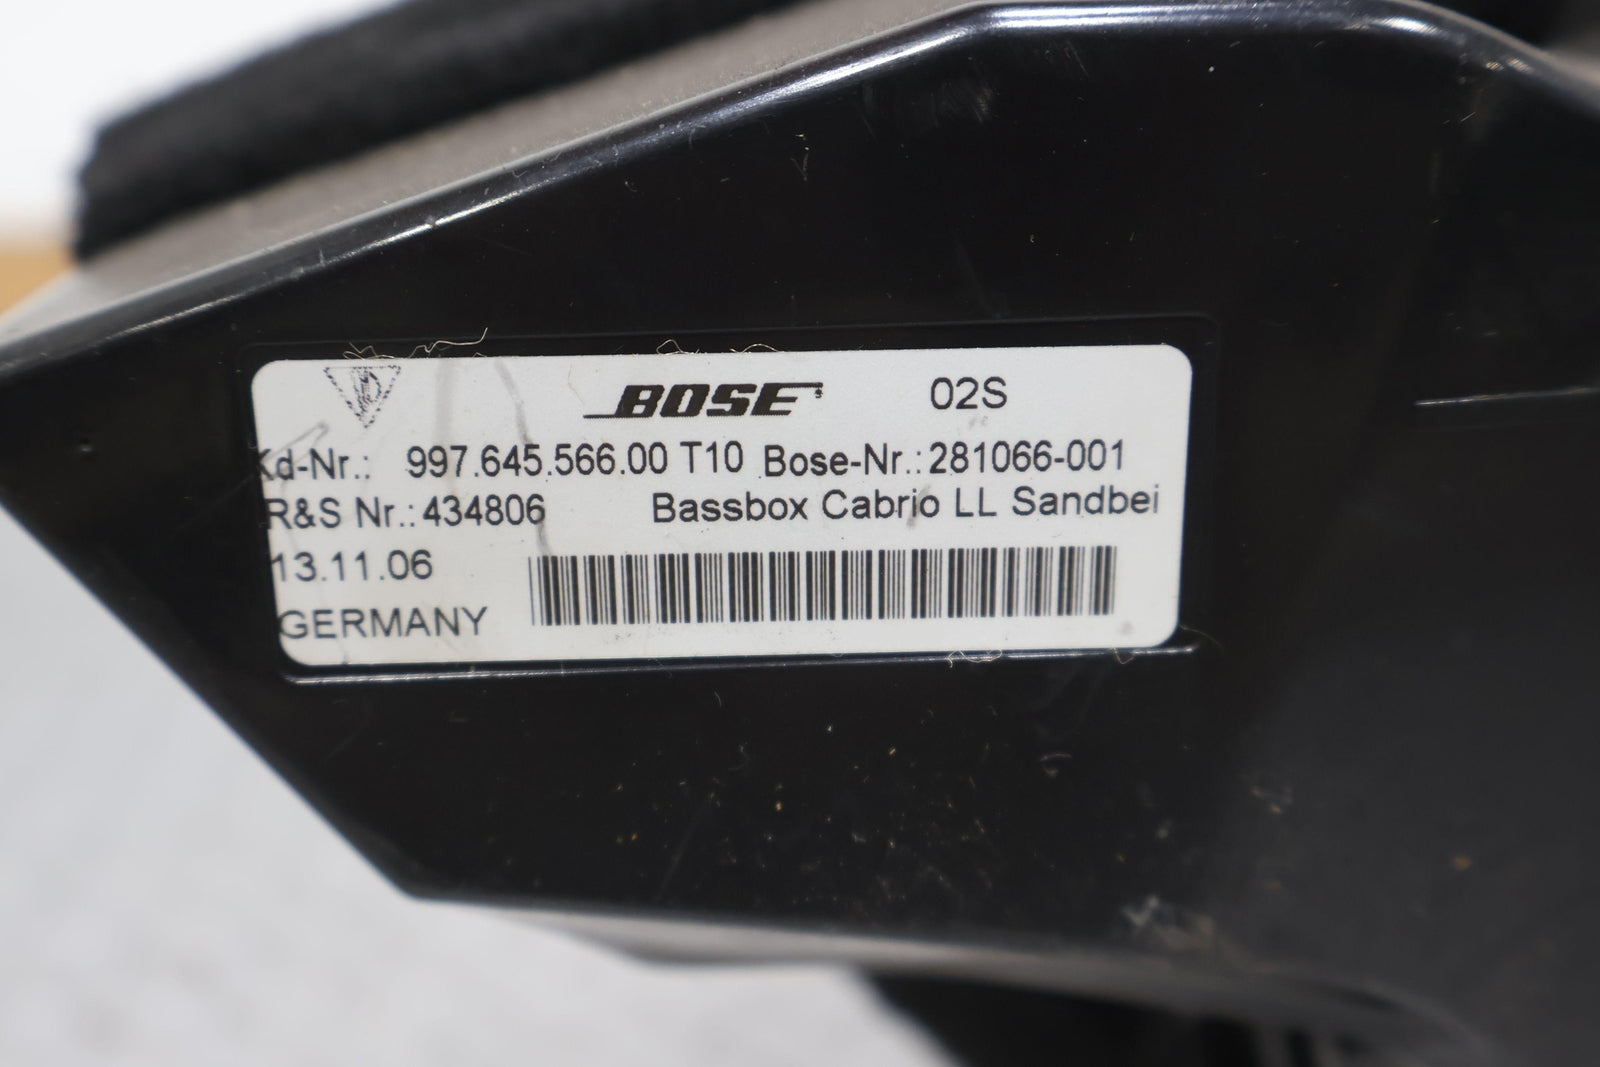 BOSE 02S
Kd-Nr.: 997.645.566.00 T10 Bose-Nr.: 281066-001
R&S Nr.: 434806 Bassbox Cabrio LL Sandbei
13.11.06
GERMANY